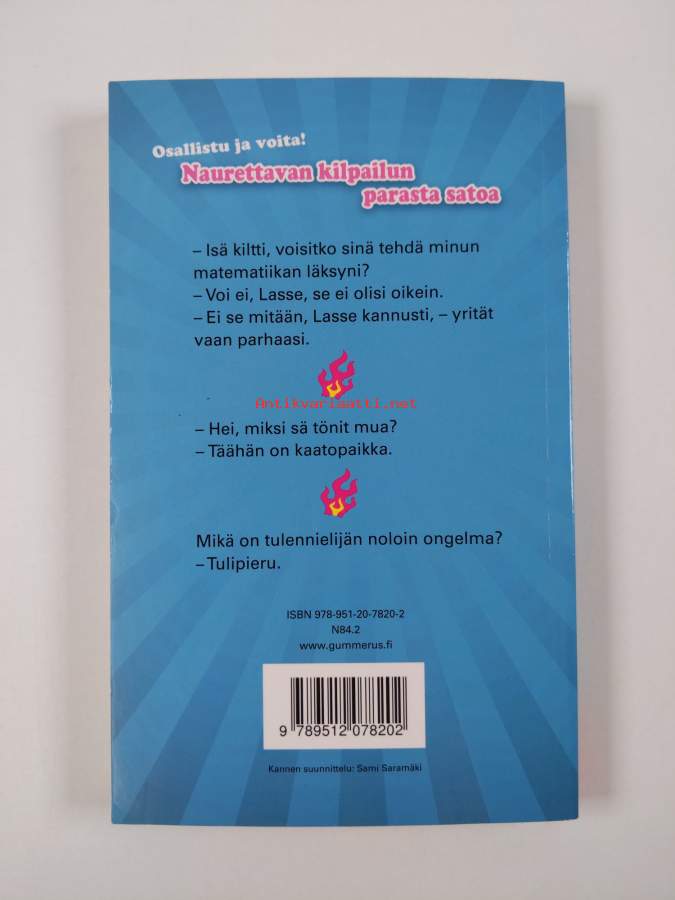 Osallistu ja voita!
Naurettavan kilpailun
parasta satoa
– Isä kiltti, voisitko sinä tehdä minun
matematiikan läksyni?
– Voi ei, Lasse, se ei olisi oikein.
– Ei se mitään, Lasse kannusti, – yrität
vaan parhaasi.
Antikvariaatti.net
– Hei, miksi sä tönit mua?
– Täähän on kaatopaikka.
Mikä on tulennielijän noloin ongelma?
– Tulipieru.
ISBN 978-951-20-7820-2
N84.2
www.gummerus.fi
9 789512 078202
Kannen suunnittelu: Sami Saramäki